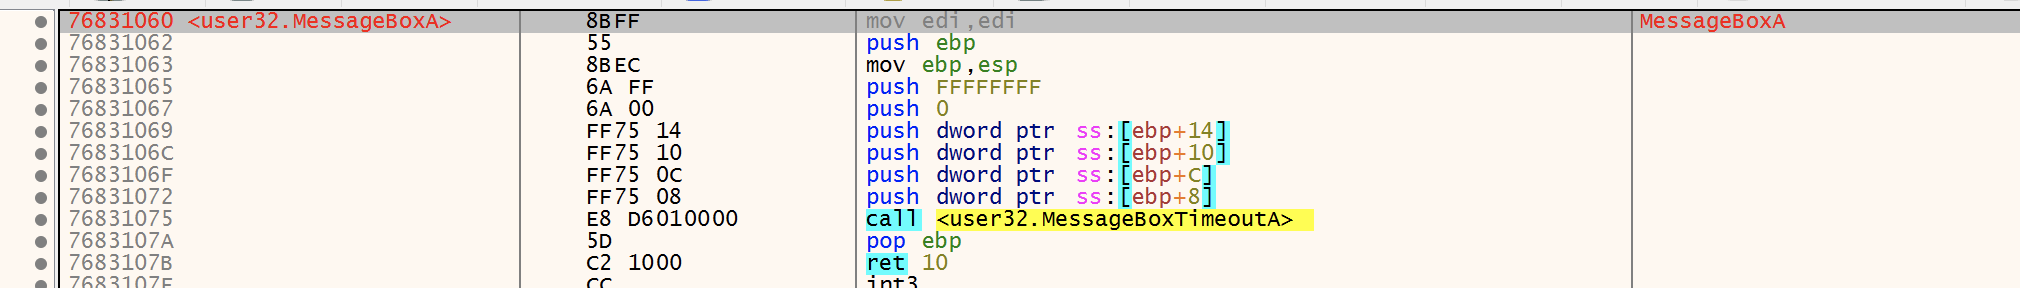 76831060 <user32.MessageBoxA> 8BFF mov edi,edi MessageBoxA
76831062 55 push ebp
76831063 8BEC mov ebp,esp
76831065 6A FF push FFFFFFFF
76831067 6A 00 push 0
76831069 FF75 14 push dword ptr ss:[ebp+14]
7683106C FF75 10 push dword ptr ss:[ebp+10]
7683106F FF75 0C push dword ptr ss:[ebp+C]
76831072 FF75 08 push dword ptr ss:[ebp+8]
76831075 E8 D6010000 call <user32.MessageBoxTimeoutA>
7683107A 5D pop ebp
7683107B C2 1000 ret 10
7683107E CC int3